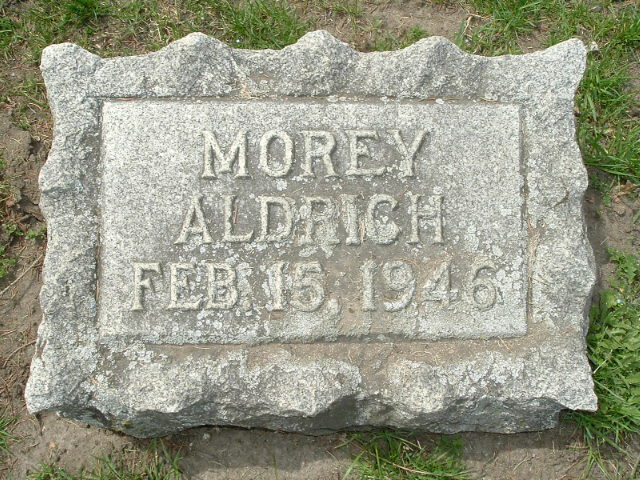 MOREY
ALDRICH
FEB. 15, 1946